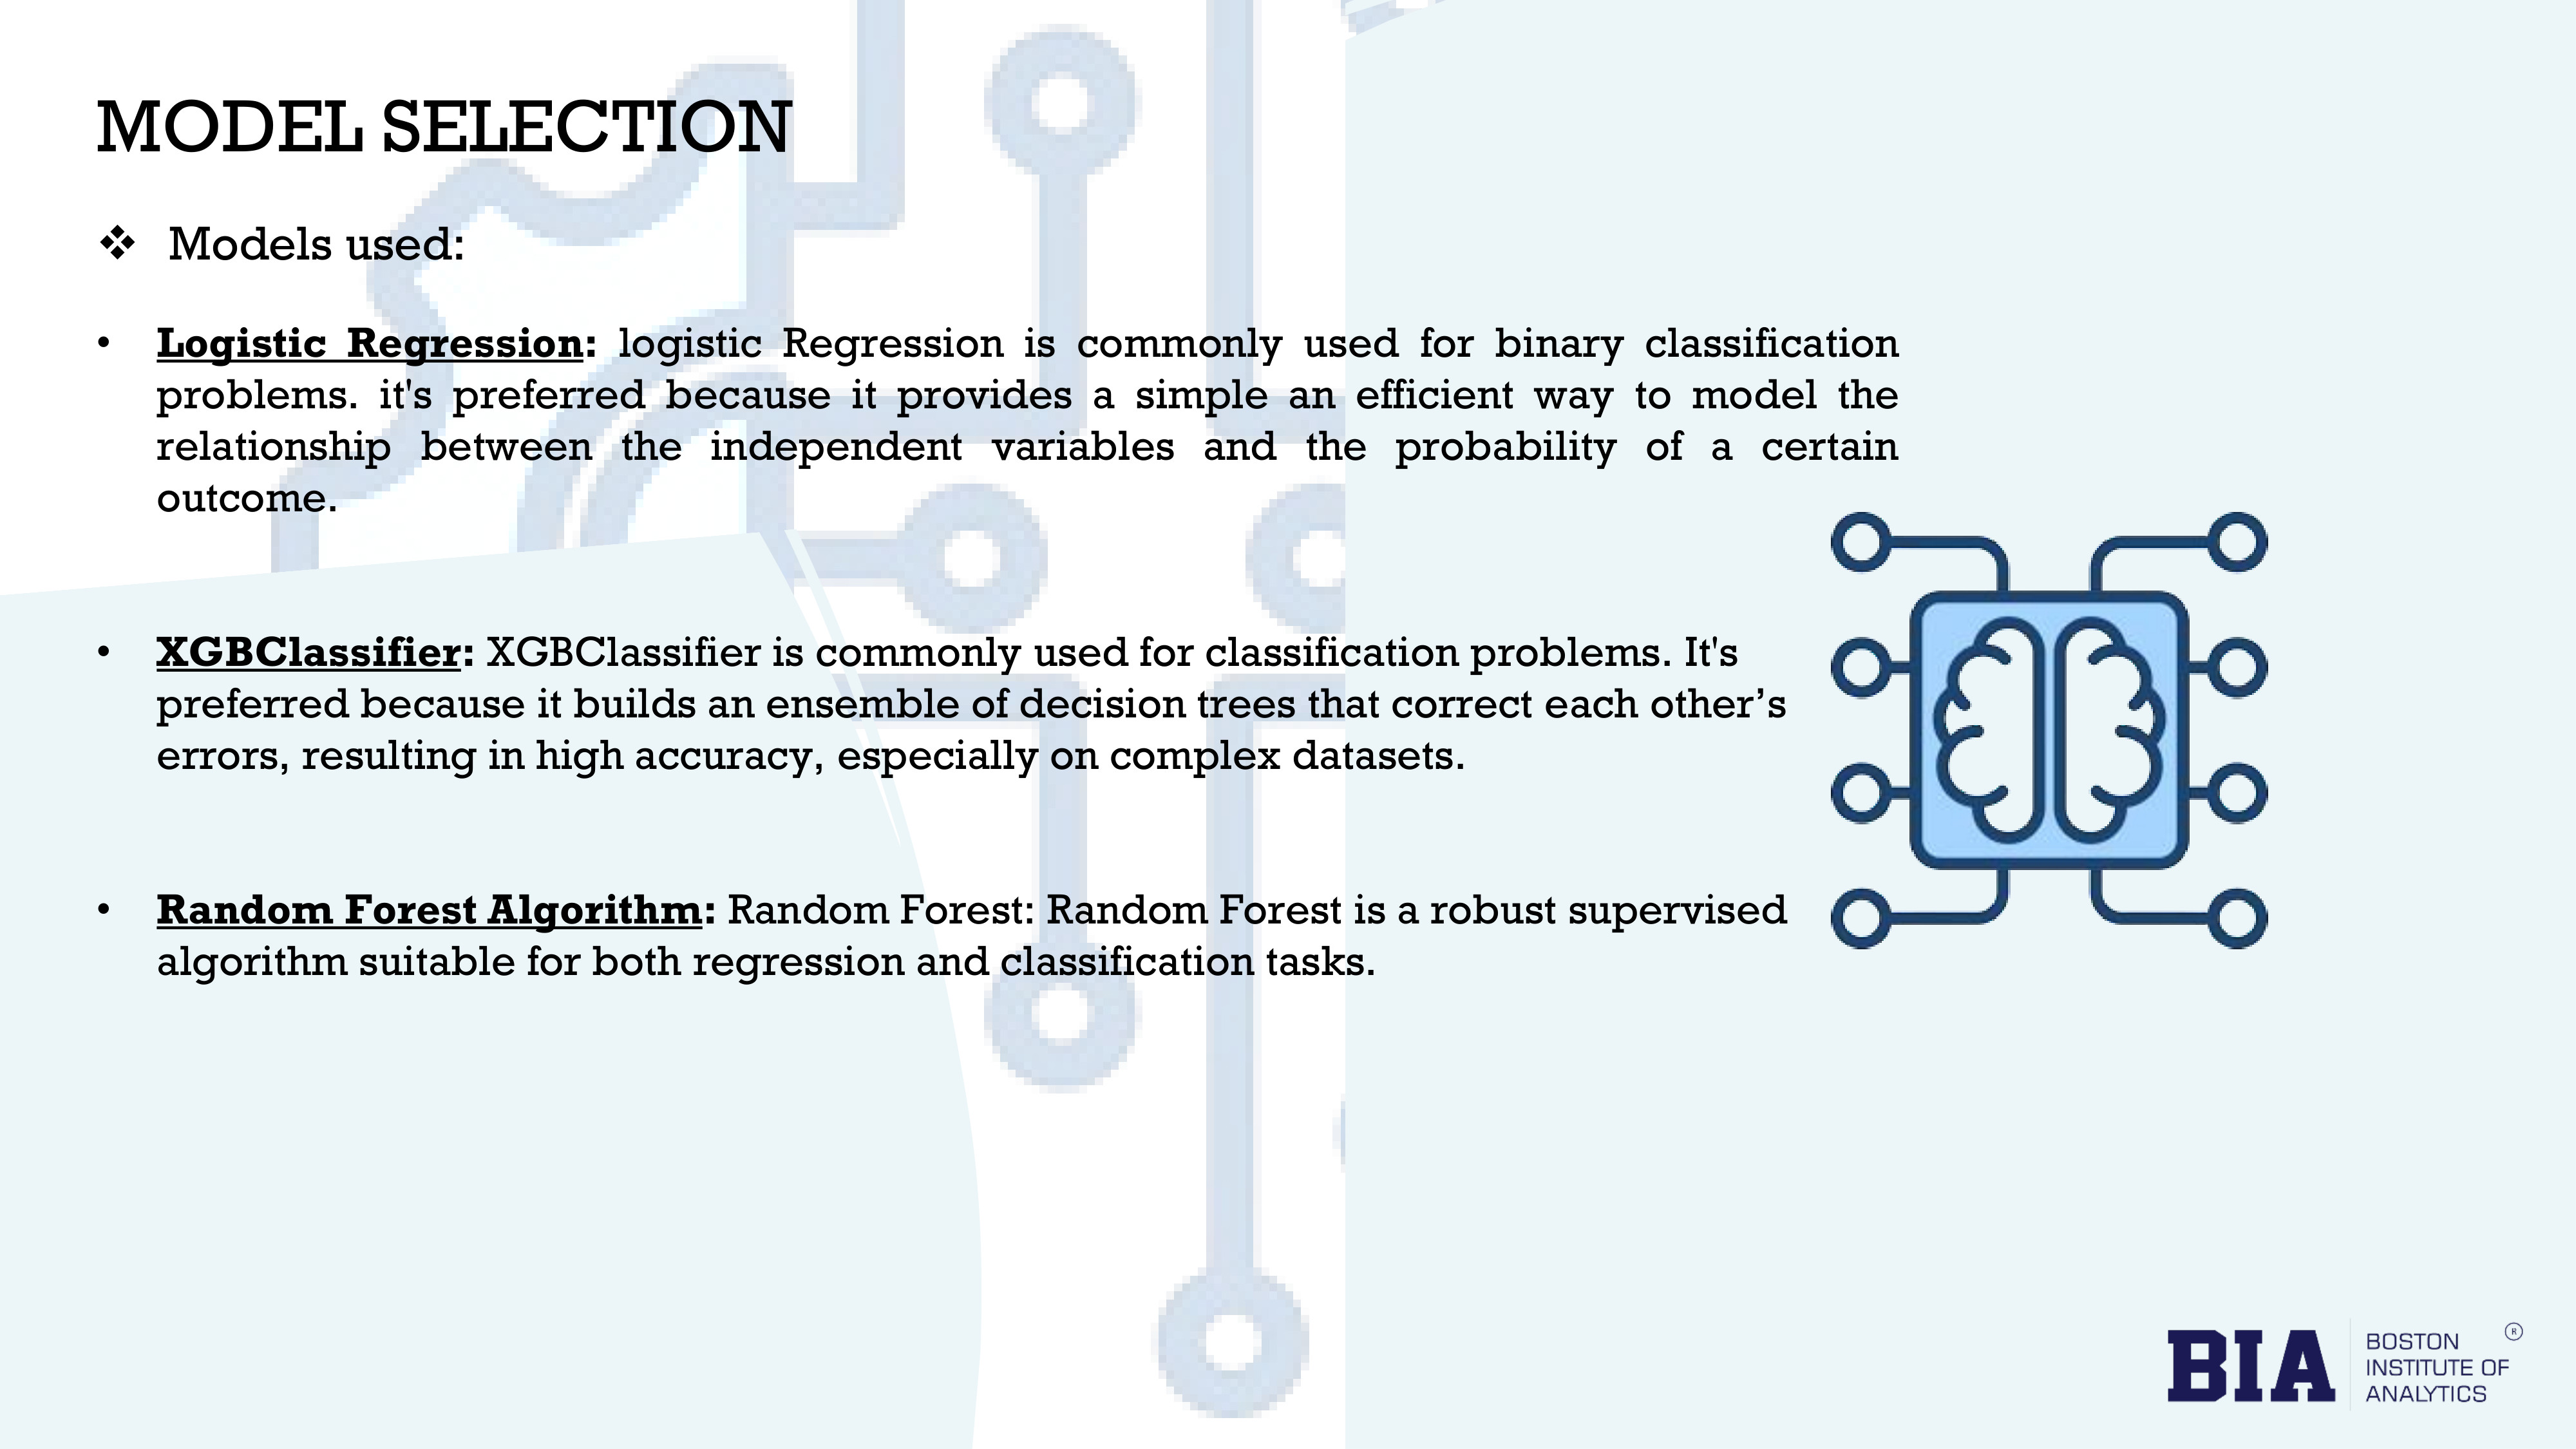 MODEL SELECTION
❖ Models used:
• Logistic Regression: logistic Regression is commonly used for binary classification
problems. it's preferred because it provides a simple an efficient way to model the
relationship between the independent variables and the probability of a certain
outcome.
• XGBClassifier: XGBClassifier is commonly used for classification problems. It's
preferred because it builds an ensemble of decision trees that correct each other’s
errors, resulting in high accuracy, especially on complex datasets.
• Random Forest Algorithm: Random Forest: Random Forest is a robust supervised
algorithm suitable for both regression and classification tasks.
BIA
BOSTON ®
INSTITUTE OF
ANALYTICS